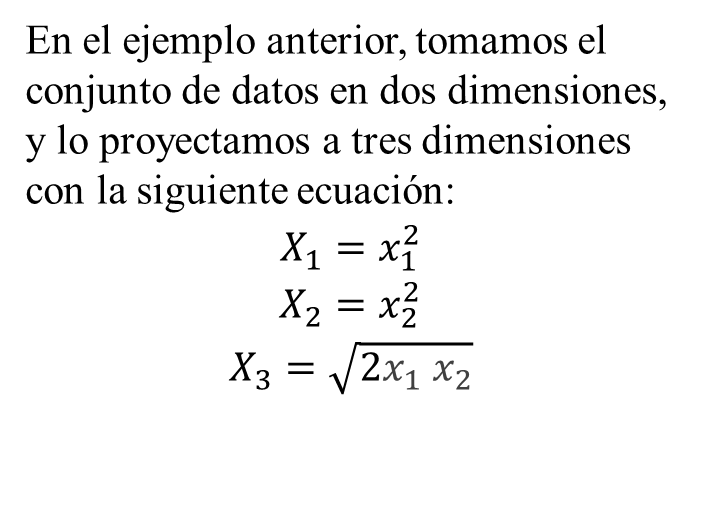 En el ejemplo anterior, tomamos el
conjunto de datos en dos dimensiones,
y lo proyectamos a tres dimensiones
con la siguiente ecuación:
𝑋₁ = 𝑥₁²
𝑋₂ = 𝑥₂²
𝑋₃ = √(2𝑥₁ 𝑥₂)